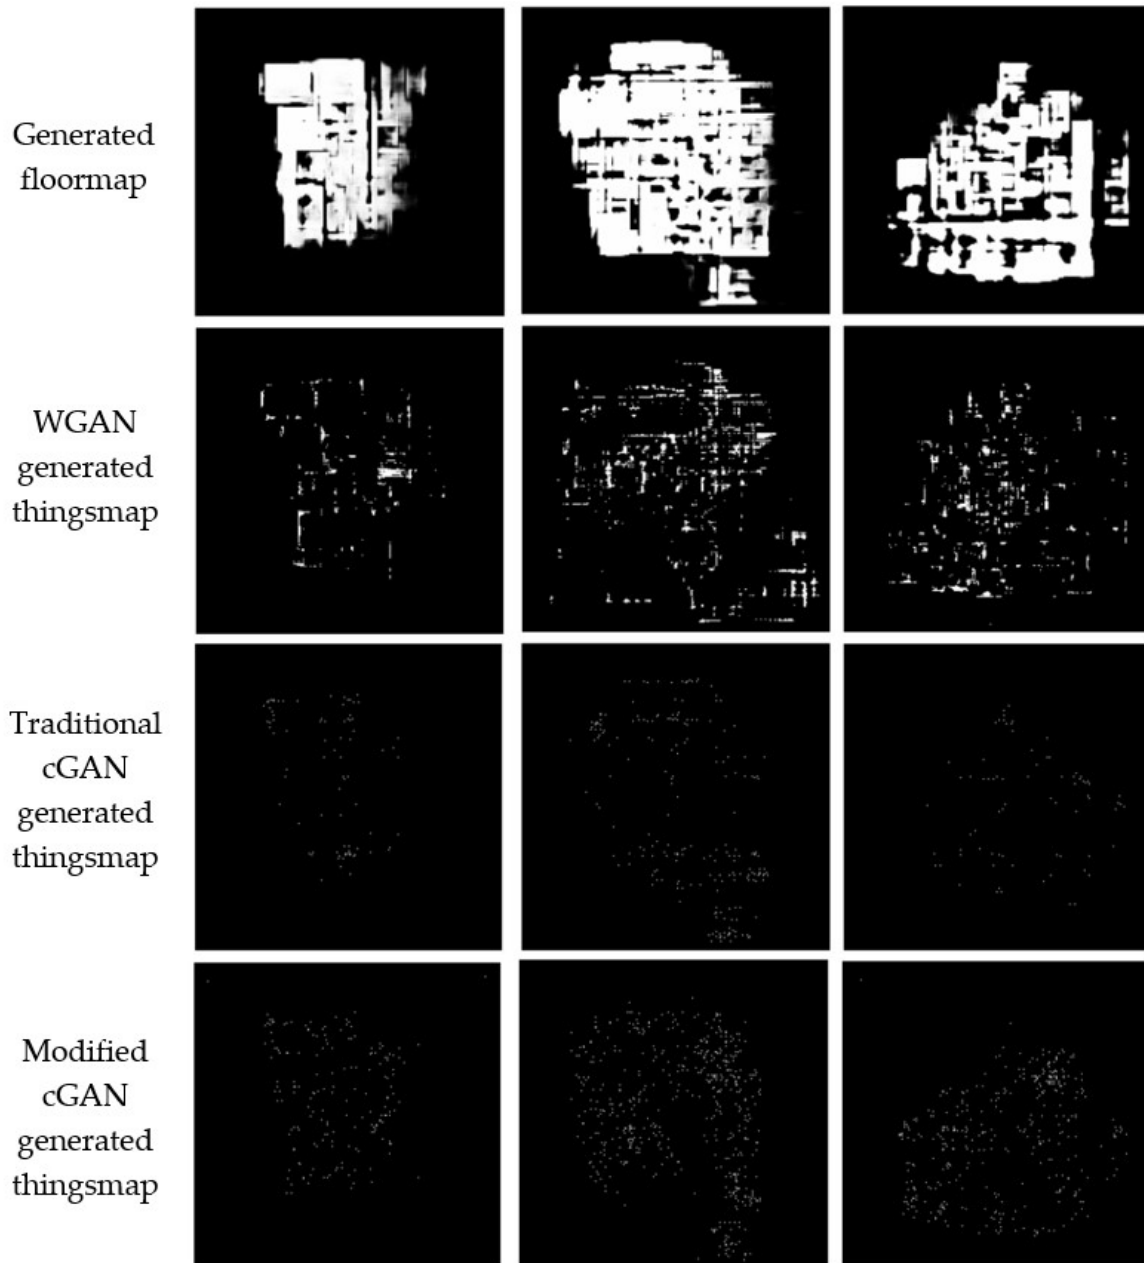 Generated
floormap
WGAN
generated
thingsmap
Traditional
cGAN
generated
thingsmap
Modified
cGAN
generated
thingsmap